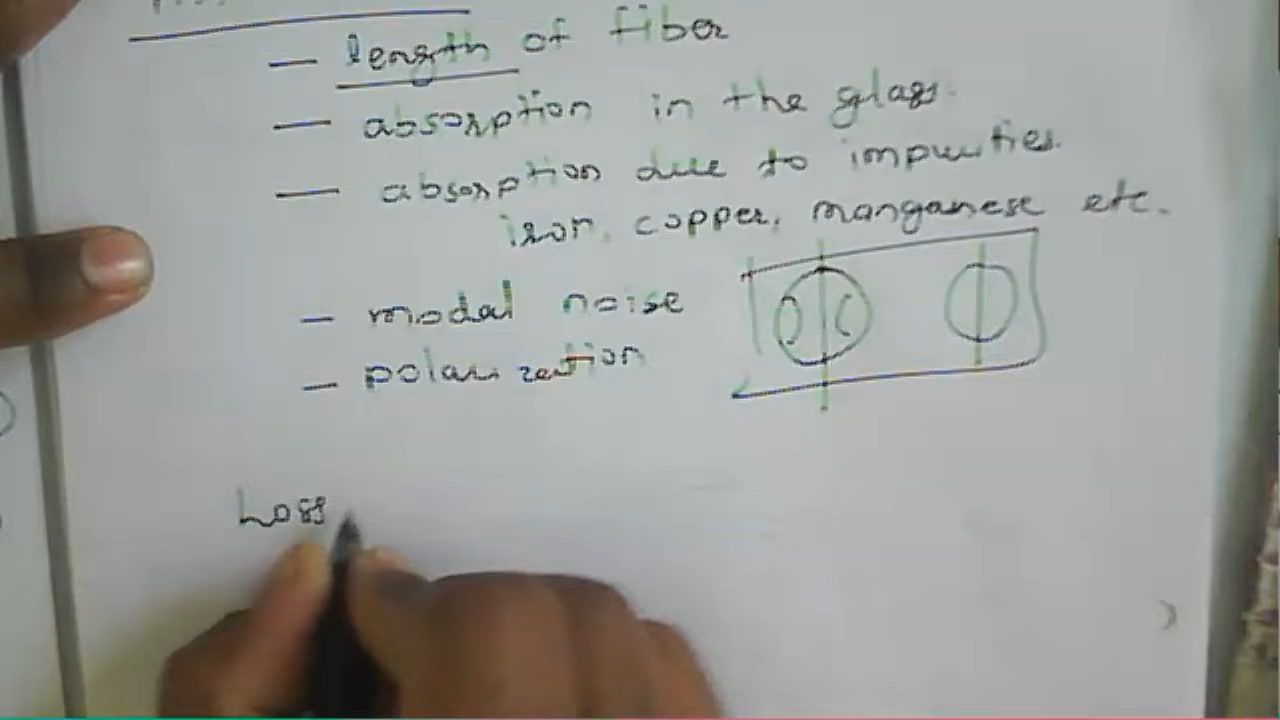 — length of fiber
— absorption in the glass.
— absorption due to impurities.
iron, copper, manganese etc.
— modal noise
— polarization
Loss